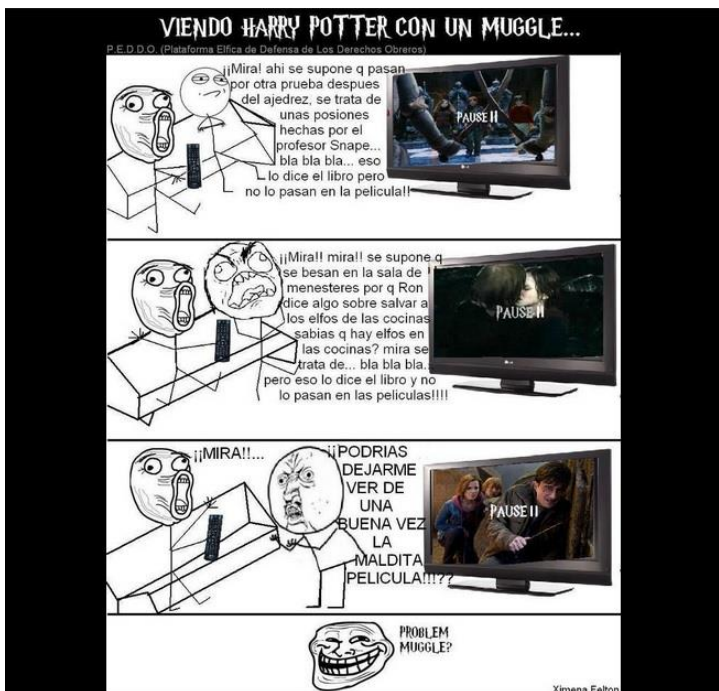 VIENDO HARRY POTTER CON UN MUGGLE...
P.E.D.D.O. (Plataforma Elfica de Defensa de Los Derechos Obreros)
¡¡Mira! ahi se supone q pasan
por otra prueba despues
del ajedrez, se trata de
unas posiones
hechas por el
profesor Snape...
bla bla bla... eso
lo dice el libro pero
no lo pasan en la pelicula!!
PAUSE II
¡¡Mira!! mira!! se supone q
se besan en la sala de
menesteres por q Ron
dice algo sobre salvar a
los elfos de las cocinas
sabias q hay elfos en
las cocinas? mira se
trata de... bla bla bla..
pero eso lo dice el libro y no
lo pasan en las peliculas!!!!
PAUSE II
¡¡MIRA!!...
¡¡PODRIAS
DEJARME
VER DE
UNA
BUENA VEZ
LA
MALDITA
PELICULA!!!??
PAUSE II
PROBLEM
MUGGLE?
Ximena Felton